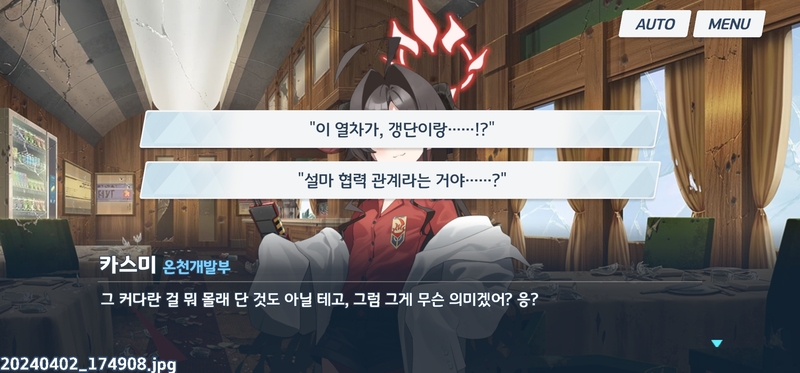 AUTO
MENU
"이 열차가, 갱단이랑……!?"
"설마 협력 관계라는 거야……?"
카스미 온천개발부
그 커다란 걸 뭐 몰래 단 것도 아닐 테고, 그럼 그게 무슨 의미겠어? 응?
20240402_174908.jpg